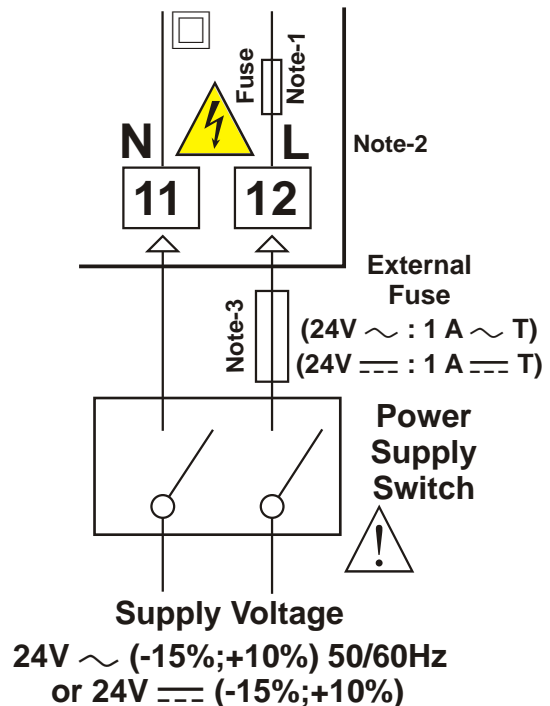 Fuse
Note-1
N
L
Note-2
11
12
External
Fuse
Note-3
(24V ～ : 1 A ～ T)
(24V ⎓ : 1 A ⎓ T)
Power
Supply
Switch
!
Supply Voltage
24V ～ (-15%;+10%) 50/60Hz
or 24V ⎓ (-15%;+10%)